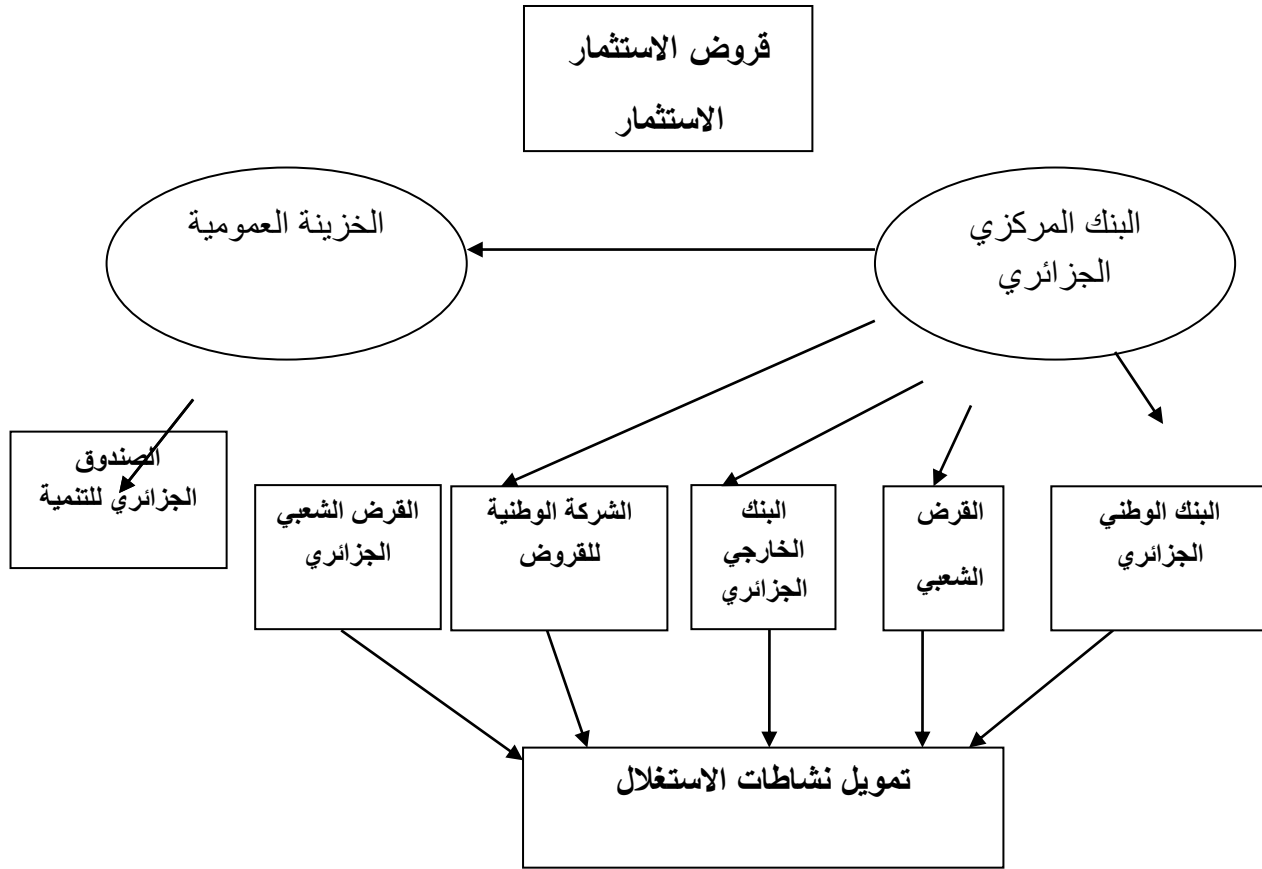 قروض الاستثمار
الاستثمار
البنك المركزي
الجزائري
الخزينة العمومية
البنك الوطني
الجزائري
القرض
الشعبي
البنك
الخارجي
الجزائري
الشركة الوطنية
للقروض
القرض الشعبي
الجزائري
الصندوق
الجزائري للتنمية
تمويل نشاطات الاستغلال